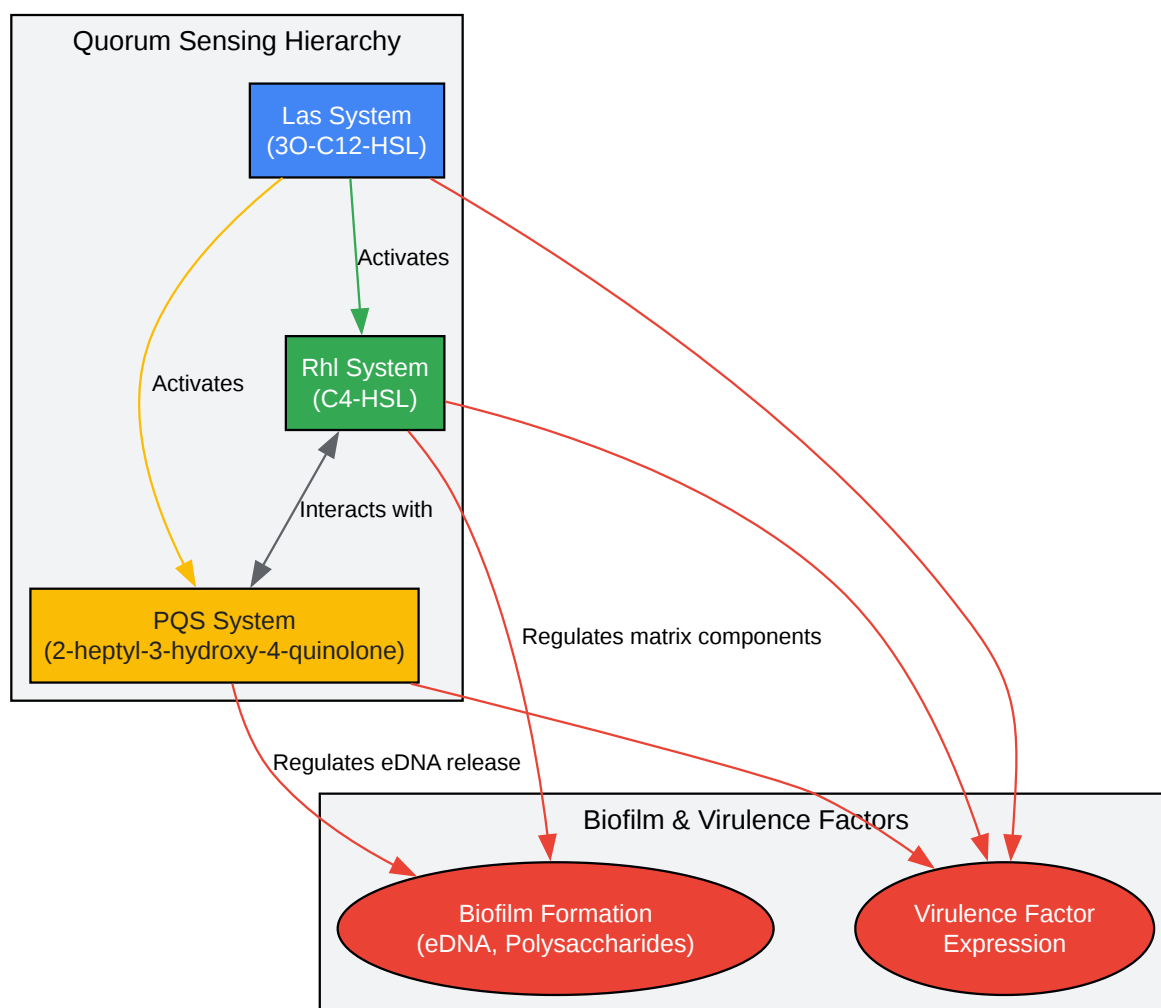 Quorum Sensing Hierarchy
Las System
(3O-C12-HSL)
Activates
Rhl System
(C4-HSL)
Activates
Interacts with
PQS System
(2-heptyl-3-hydroxy-4-quinolone)
Regulates matrix components
Regulates eDNA release
Biofilm & Virulence Factors
Biofilm Formation
(eDNA, Polysaccharides)
Virulence Factor
Expression